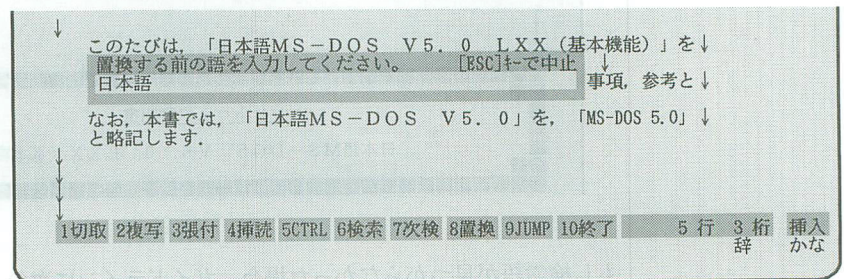 ↓
このたびは，「日本語ＭＳ－ＤＯＳ　Ｖ５．０　ＬＸＸ（基本機能）」を↓
置換する前の語を入力してください。　[ESC]ｷｰで中止　↓
日本語　事項，参考と↓
なお，本書では，「日本語ＭＳ－ＤＯＳ　Ｖ５．０」を，「MS-DOS 5.0」↓
と略記します．
↓
↓
↓
↓
1切取 2複写 3張付 4挿読 5CTRL 6検索 7次検 8置換 9JUMP 10終了　5 行 3 桁 挿入
辞 かな